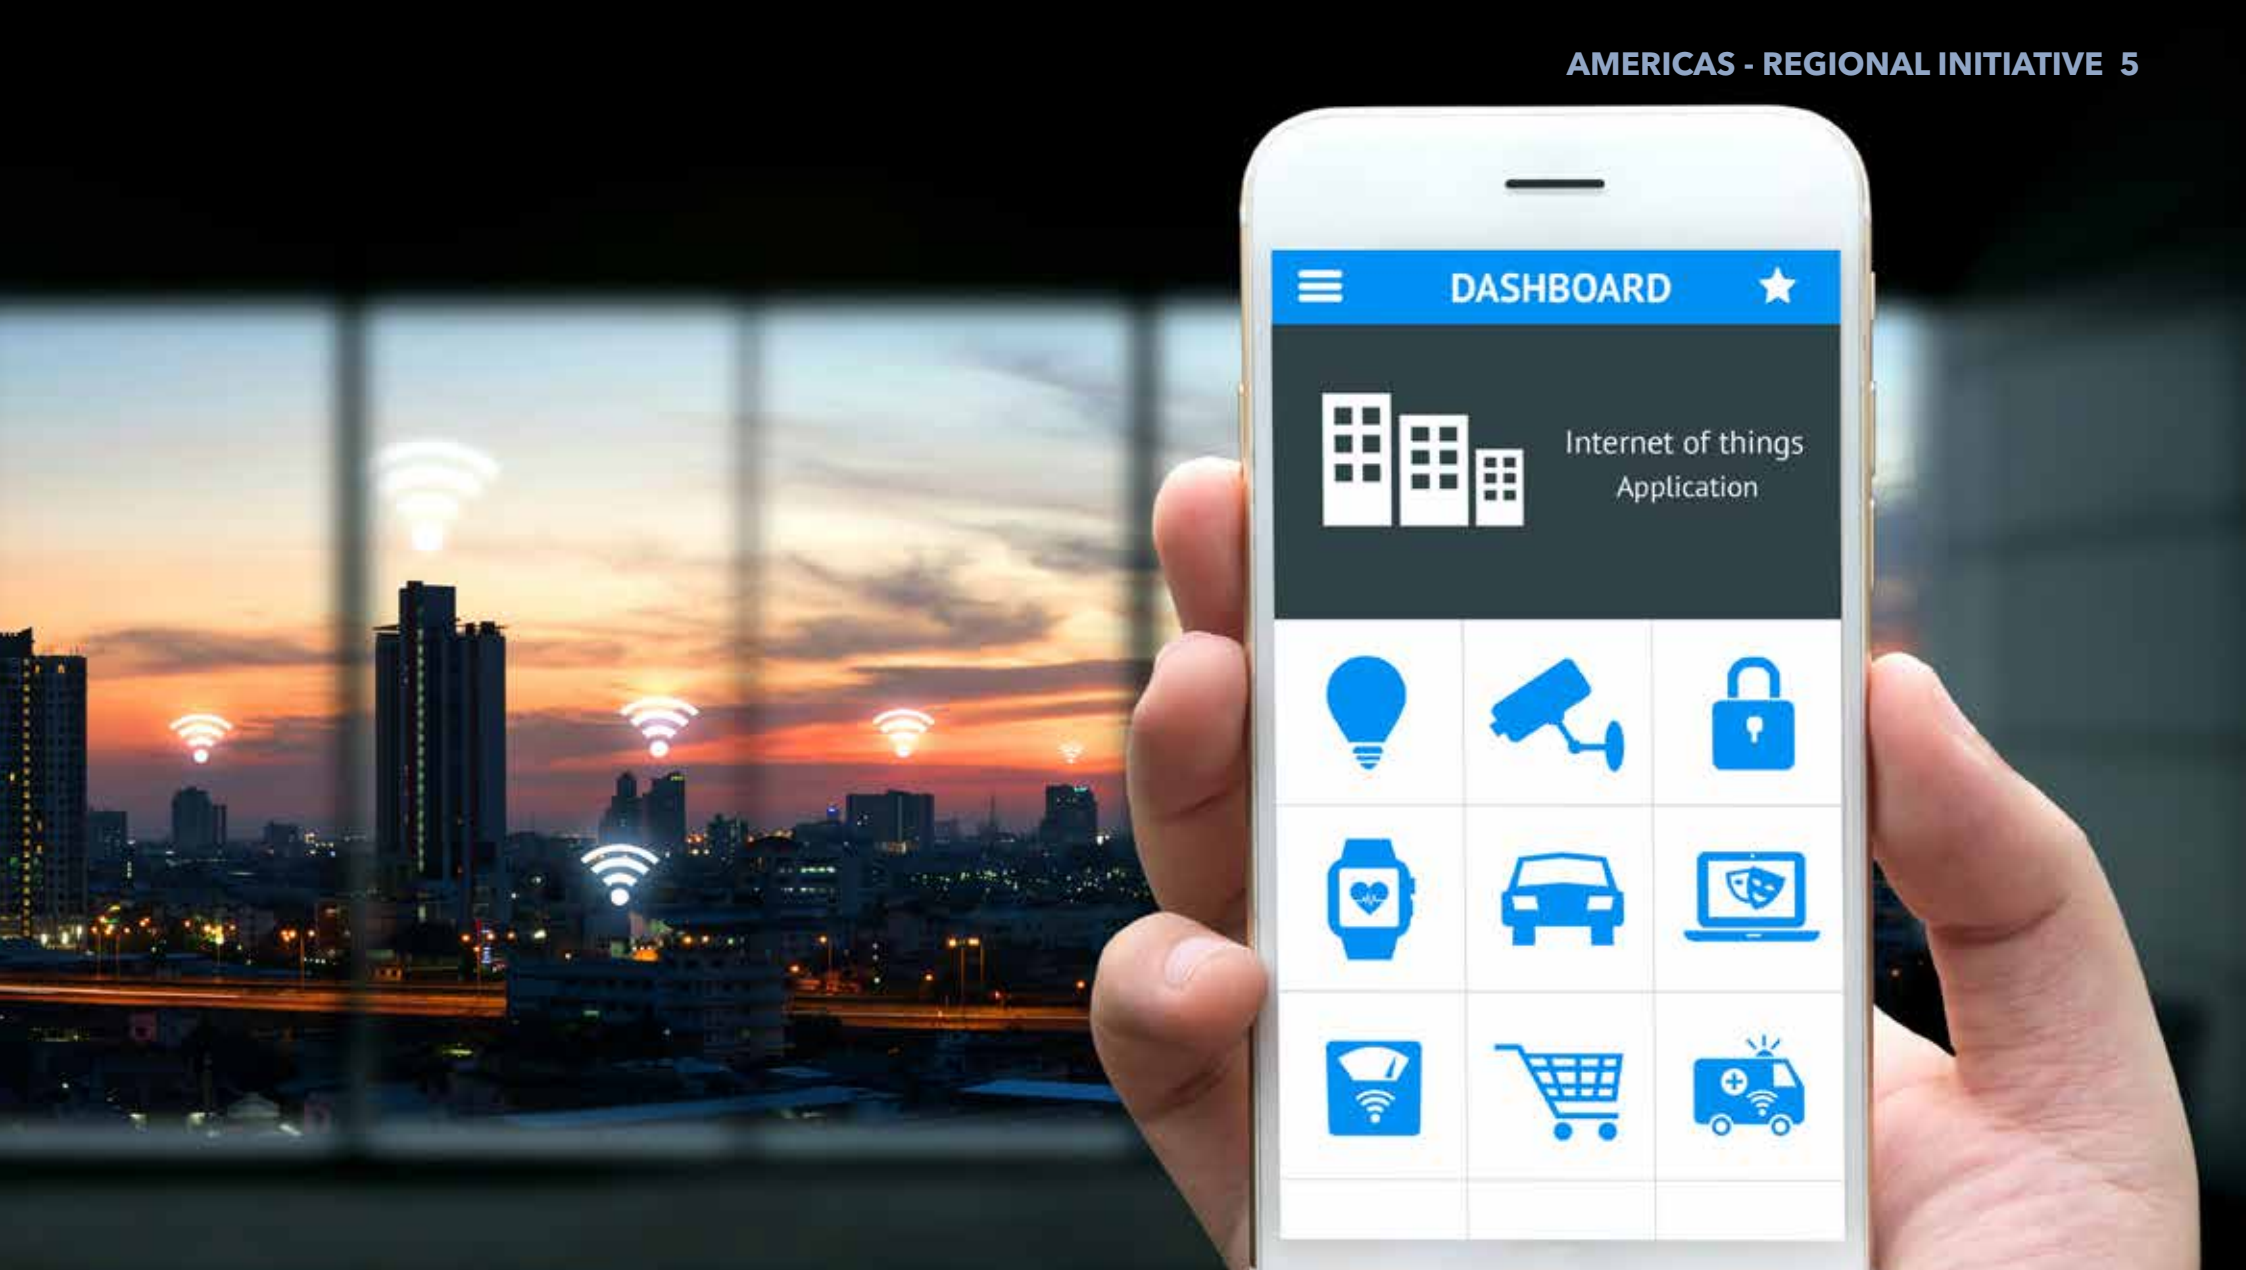 AMERICAS - REGIONAL INITIATIVE 5
DASHBOARD
Internet of things
Application